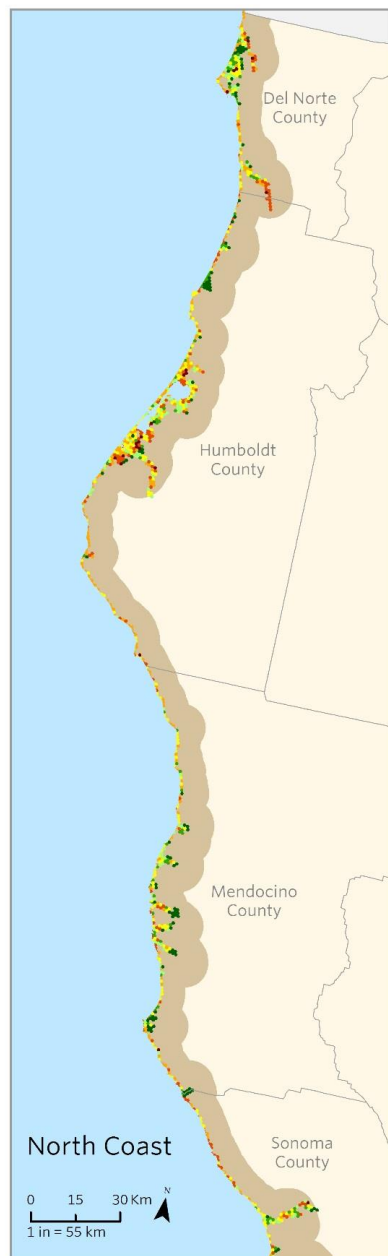 Del Norte
County
Humboldt
County
Mendocino
County
North Coast
Sonoma
County
N
0 15 30 Km
1 in = 55 km